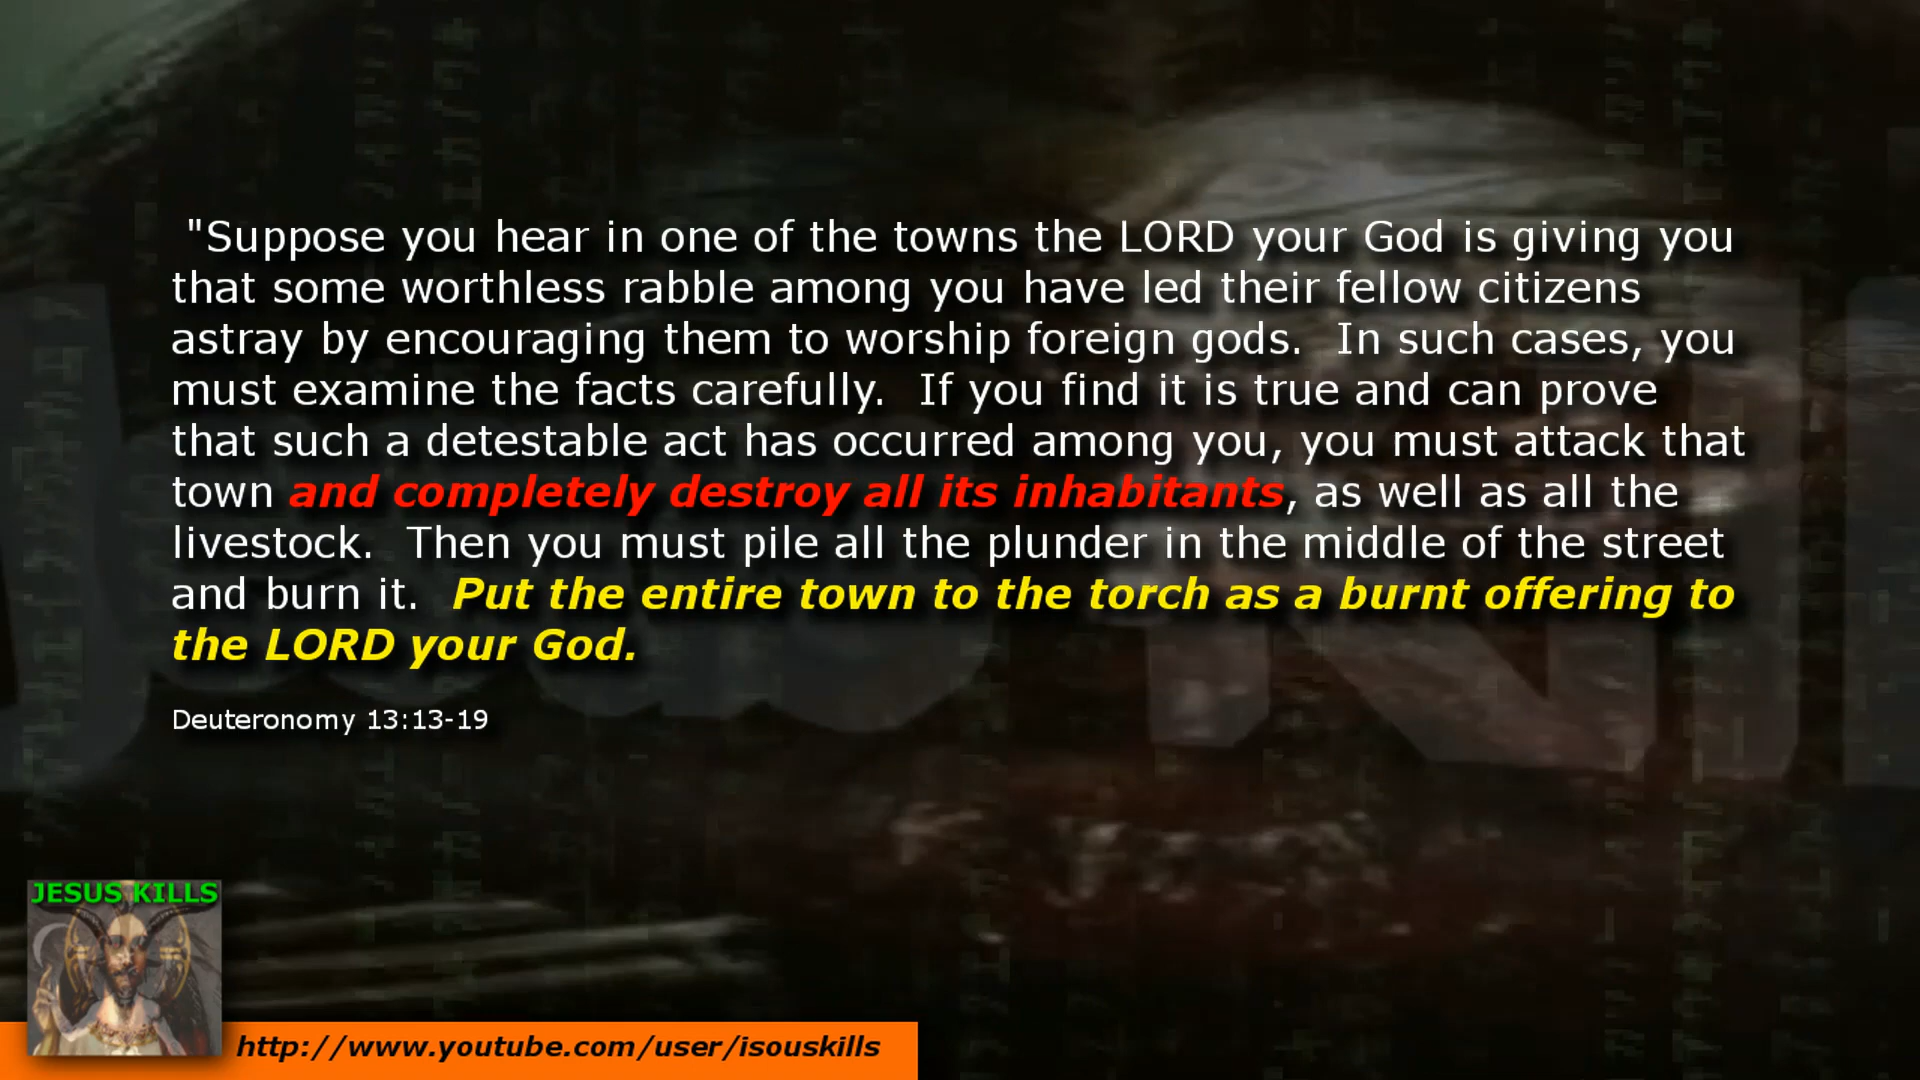 "Suppose you hear in one of the towns the LORD your God is giving you
that some worthless rabble among you have led their fellow citizens
astray by encouraging them to worship foreign gods.  In such cases, you
must examine the facts carefully.  If you find it is true and can prove
that such a detestable act has occurred among you, you must attack that
town and completely destroy all its inhabitants, as well as all the
livestock.  Then you must pile all the plunder in the middle of the street
and burn it.  Put the entire town to the torch as a burnt offering to
the LORD your God.
Deuteronomy 13:13-19
JESUS KILLS
http://www.youtube.com/user/isouskills